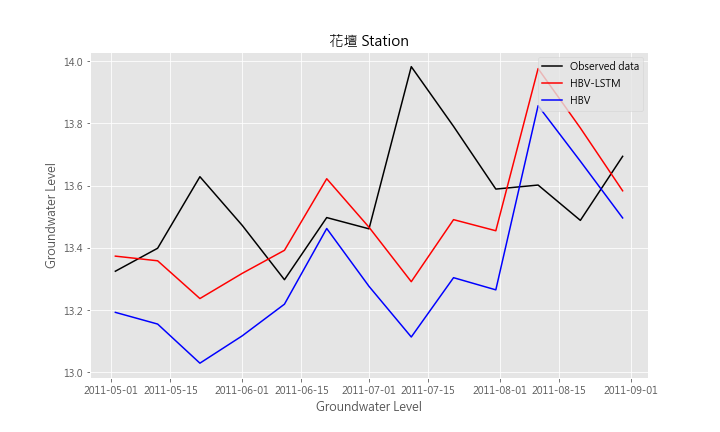 花壇 Station
Observed data
HBV-LSTM
HBV
Groundwater Level
14.0
13.8
13.6
13.4
13.2
13.0
2011-05-01 2011-05-15 2011-06-01 2011-06-15 2011-07-01 2011-07-15 2011-08-01 2011-08-15 2011-09-01
Groundwater Level